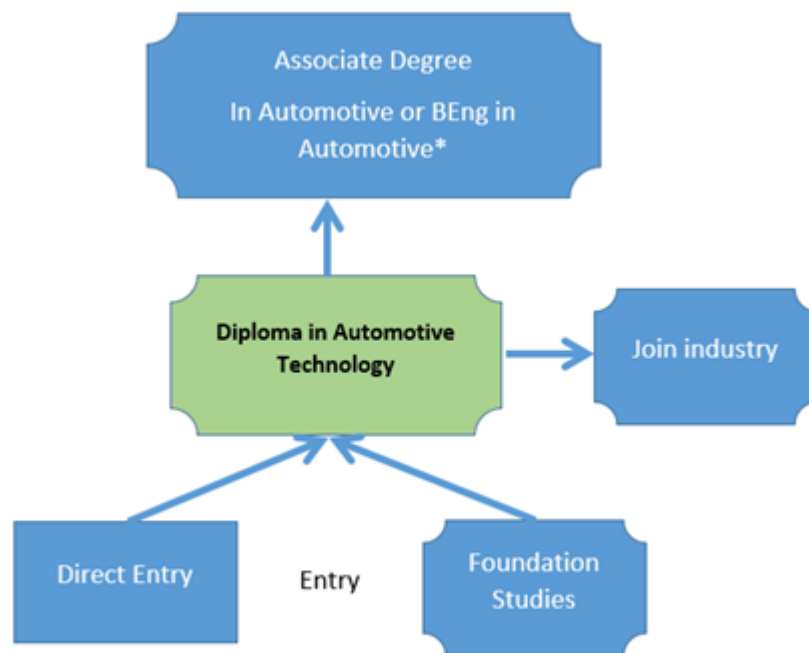 Associate Degree
In Automotive or BEng in
Automotive*
Diploma in Automotive
Technology
Join industry
Direct Entry
Entry
Foundation
Studies